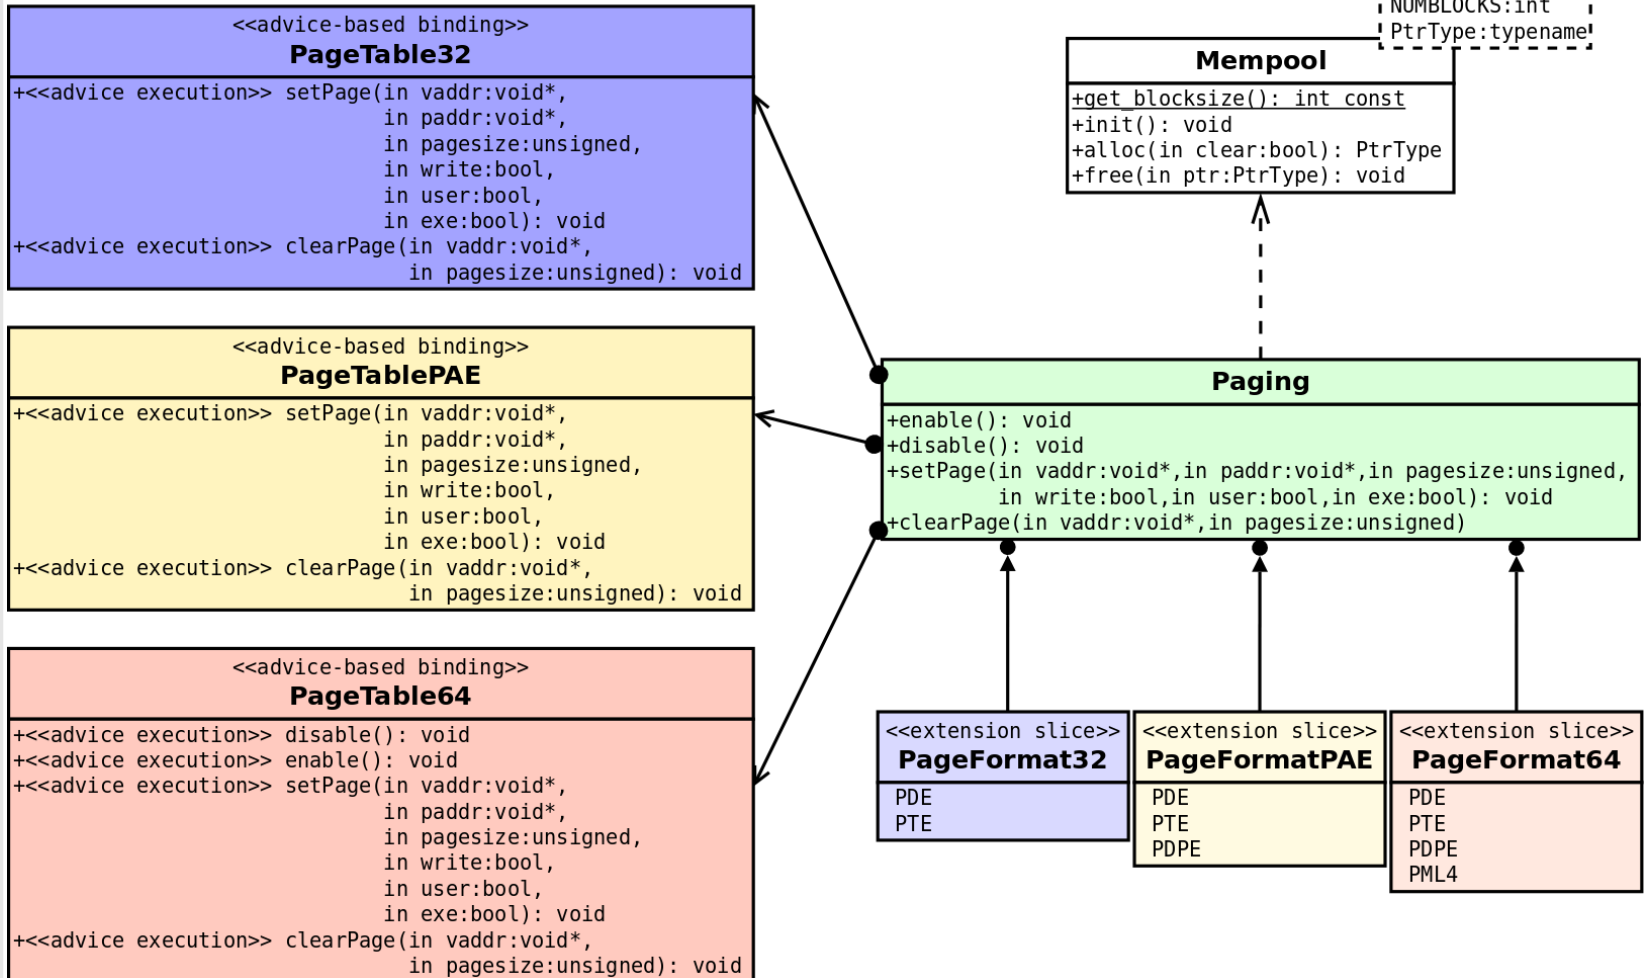 <<advice-based binding>>
PageTable32
+<<advice execution>> setPage(in vaddr:void*,
in paddr:void*,
in pagesize:unsigned,
in write:bool,
in user:bool,
in exe:bool): void
+<<advice execution>> clearPage(in vaddr:void*,
in pagesize:unsigned): void
<<advice-based binding>>
PageTablePAE
+<<advice execution>> setPage(in vaddr:void*,
in paddr:void*,
in pagesize:unsigned,
in write:bool,
in user:bool,
in exe:bool): void
+<<advice execution>> clearPage(in vaddr:void*,
in pagesize:unsigned): void
<<advice-based binding>>
PageTable64
+<<advice execution>> disable(): void
+<<advice execution>> enable(): void
+<<advice execution>> setPage(in vaddr:void*,
in paddr:void*,
in pagesize:unsigned,
in write:bool,
in user:bool,
in exe:bool): void
+<<advice execution>> clearPage(in vaddr:void*,
in pagesize:unsigned): void
NUMBLOCKS:int
PtrType:typename
Mempool
+get_blocksize(): int const
+init(): void
+alloc(in clear:bool): PtrType
+free(in ptr:PtrType): void
Paging
+enable(): void
+disable(): void
+setPage(in vaddr:void*,in paddr:void*,in pagesize:unsigned,
in write:bool,in user:bool,in exe:bool): void
+clearPage(in vaddr:void*,in pagesize:unsigned)
<<extension slice>>
PageFormat32
PDE
PTE
<<extension slice>>
PageFormatPAE
PDE
PTE
PDPE
<<extension slice>>
PageFormat64
PDE
PTE
PDPE
PML4